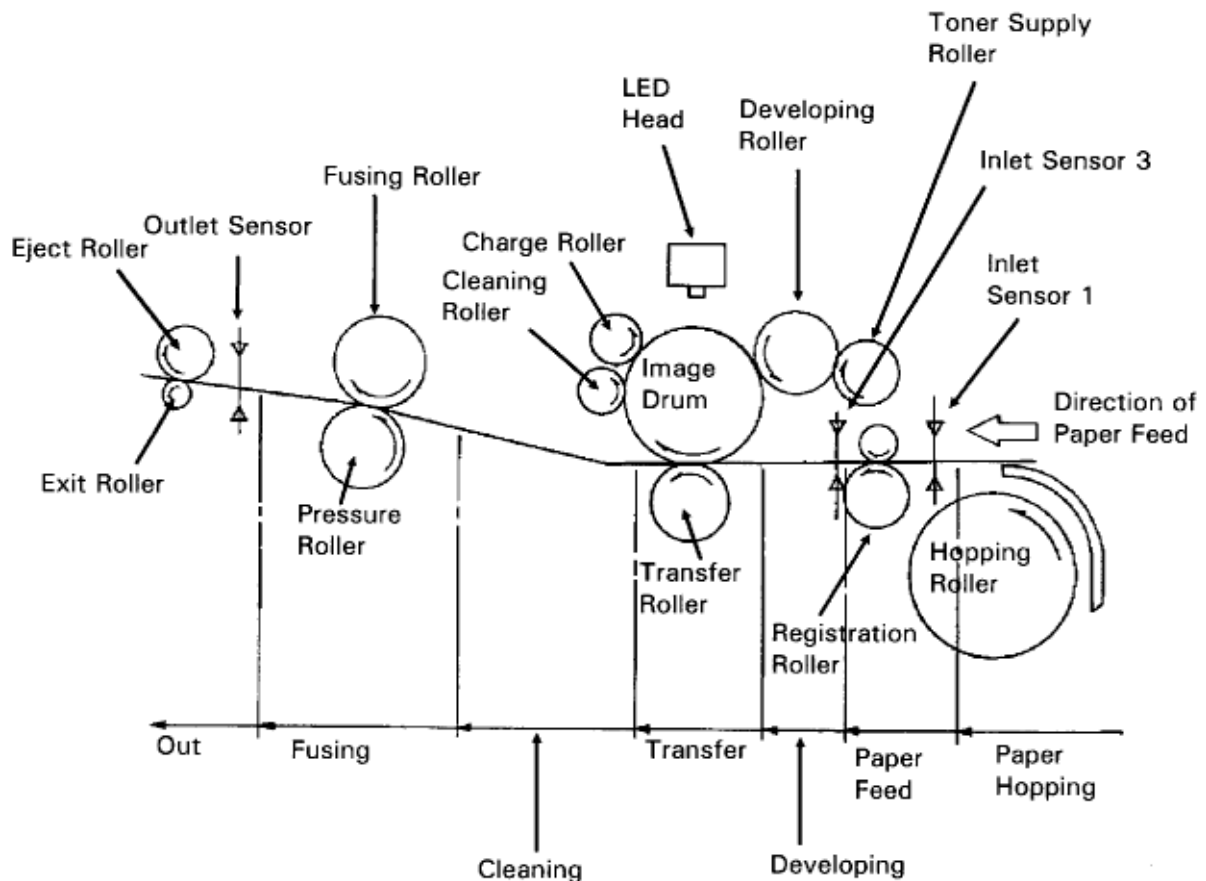 Toner Supply
Roller
LED
Head
Developing
Roller
Inlet Sensor 3
Fusing Roller
Outlet Sensor
Eject Roller
Charge Roller
Cleaning
Roller
Inlet
Sensor 1
Image
Drum
Direction of
Paper Feed
Exit Roller
Pressure
Roller
Transfer
Roller
Hopping
Roller
Registration
Roller
Out
Fusing
Transfer
Paper
Feed
Paper
Hopping
Cleaning
Developing